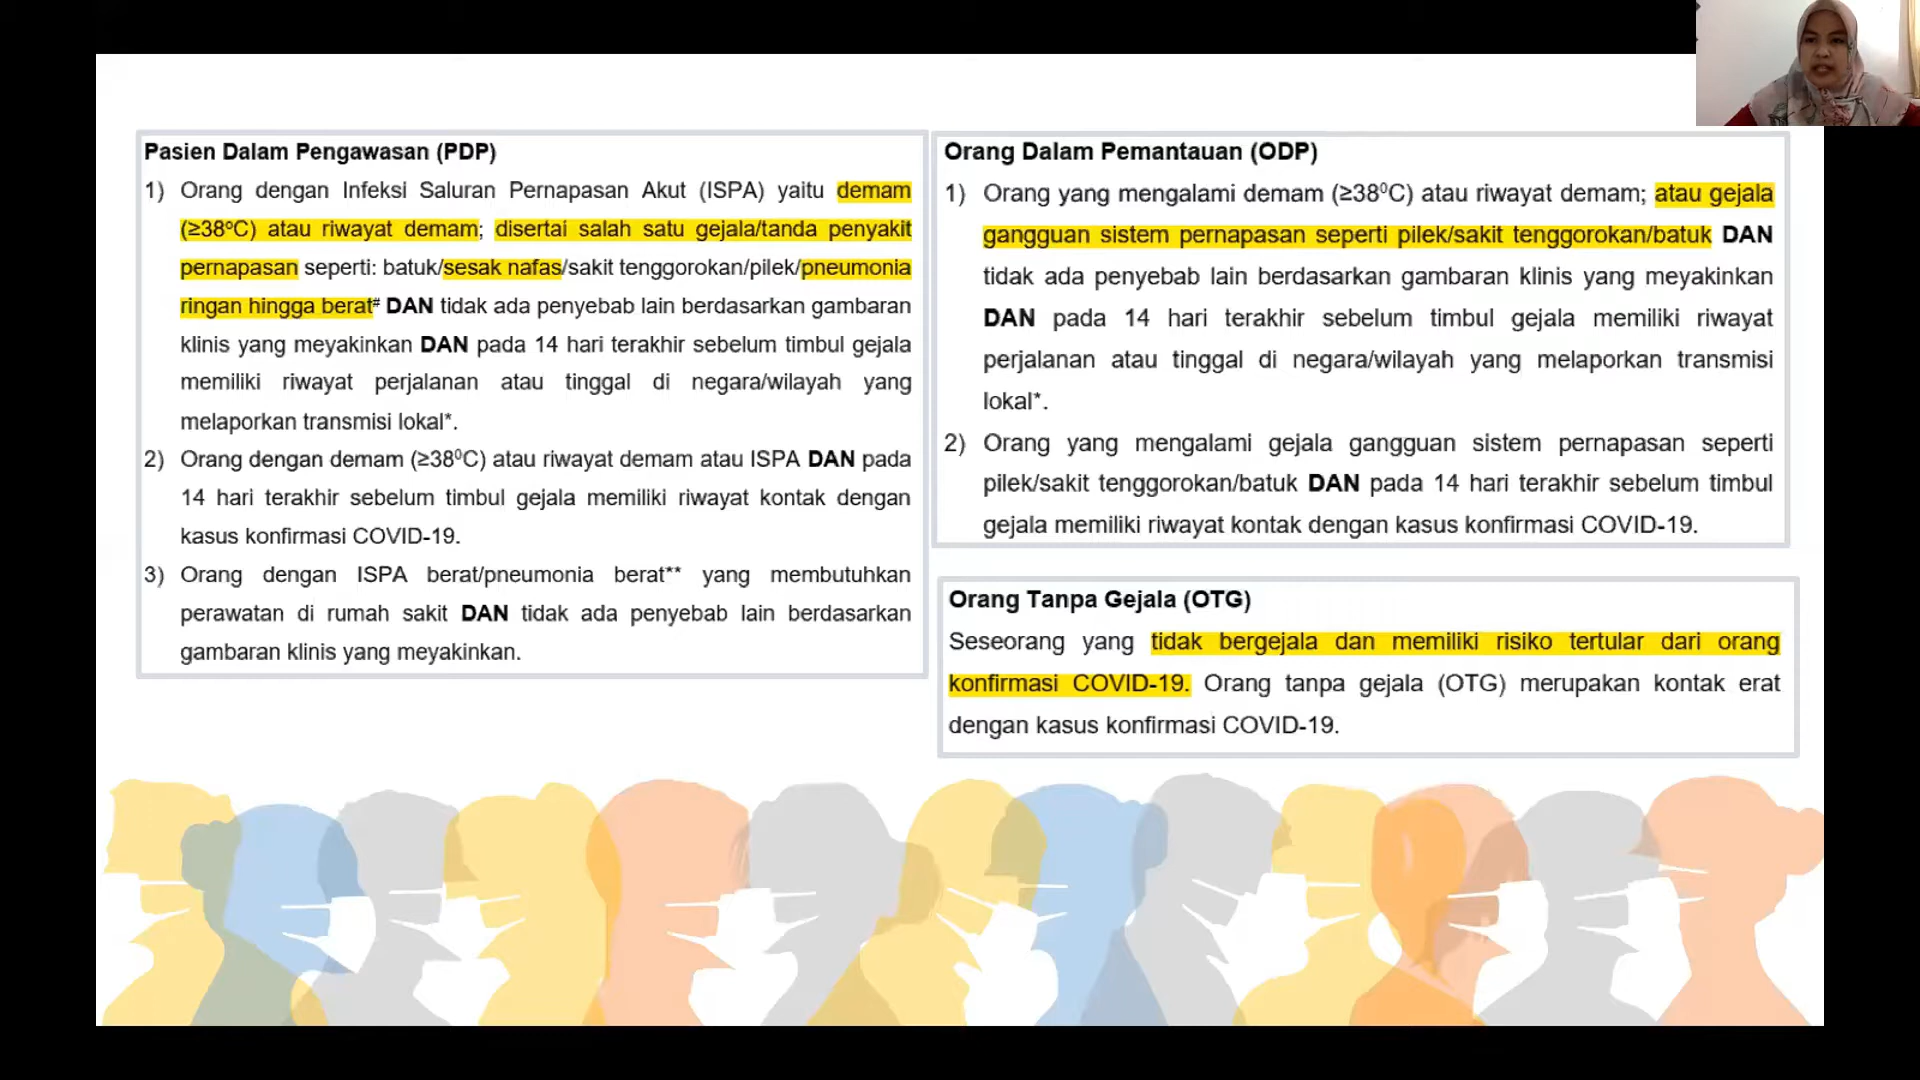 Pasien Dalam Pengawasan (PDP)
1) Orang dengan Infeksi Saluran Pernapasan Akut (ISPA) yaitu demam
(≥38°C) atau riwayat demam; disertai salah satu gejala/tanda penyakit
pernapasan seperti: batuk/sesak nafas/sakit tenggorokan/pilek/pneumonia
ringan hingga berat# DAN tidak ada penyebab lain berdasarkan gambaran
klinis yang meyakinkan DAN pada 14 hari terakhir sebelum timbul gejala
memiliki riwayat perjalanan atau tinggal di negara/wilayah yang
melaporkan transmisi lokal*.
2) Orang dengan demam (≥38⁰C) atau riwayat demam atau ISPA DAN pada
14 hari terakhir sebelum timbul gejala memiliki riwayat kontak dengan
kasus konfirmasi COVID-19.
3) Orang dengan ISPA berat/pneumonia berat** yang membutuhkan
perawatan di rumah sakit DAN tidak ada penyebab lain berdasarkan
gambaran klinis yang meyakinkan.
Orang Dalam Pemantauan (ODP)
1) Orang yang mengalami demam (≥38⁰C) atau riwayat demam; atau gejala
gangguan sistem pernapasan seperti pilek/sakit tenggorokan/batuk DAN
tidak ada penyebab lain berdasarkan gambaran klinis yang meyakinkan
DAN pada 14 hari terakhir sebelum timbul gejala memiliki riwayat
perjalanan atau tinggal di negara/wilayah yang melaporkan transmisi
lokal*.
2) Orang yang mengalami gejala gangguan sistem pernapasan seperti
pilek/sakit tenggorokan/batuk DAN pada 14 hari terakhir sebelum timbul
gejala memiliki riwayat kontak dengan kasus konfirmasi COVID-19.
Orang Tanpa Gejala (OTG)
Seseorang yang tidak bergejala dan memiliki risiko tertular dari orang
konfirmasi COVID-19. Orang tanpa gejala (OTG) merupakan kontak erat
dengan kasus konfirmasi COVID-19.